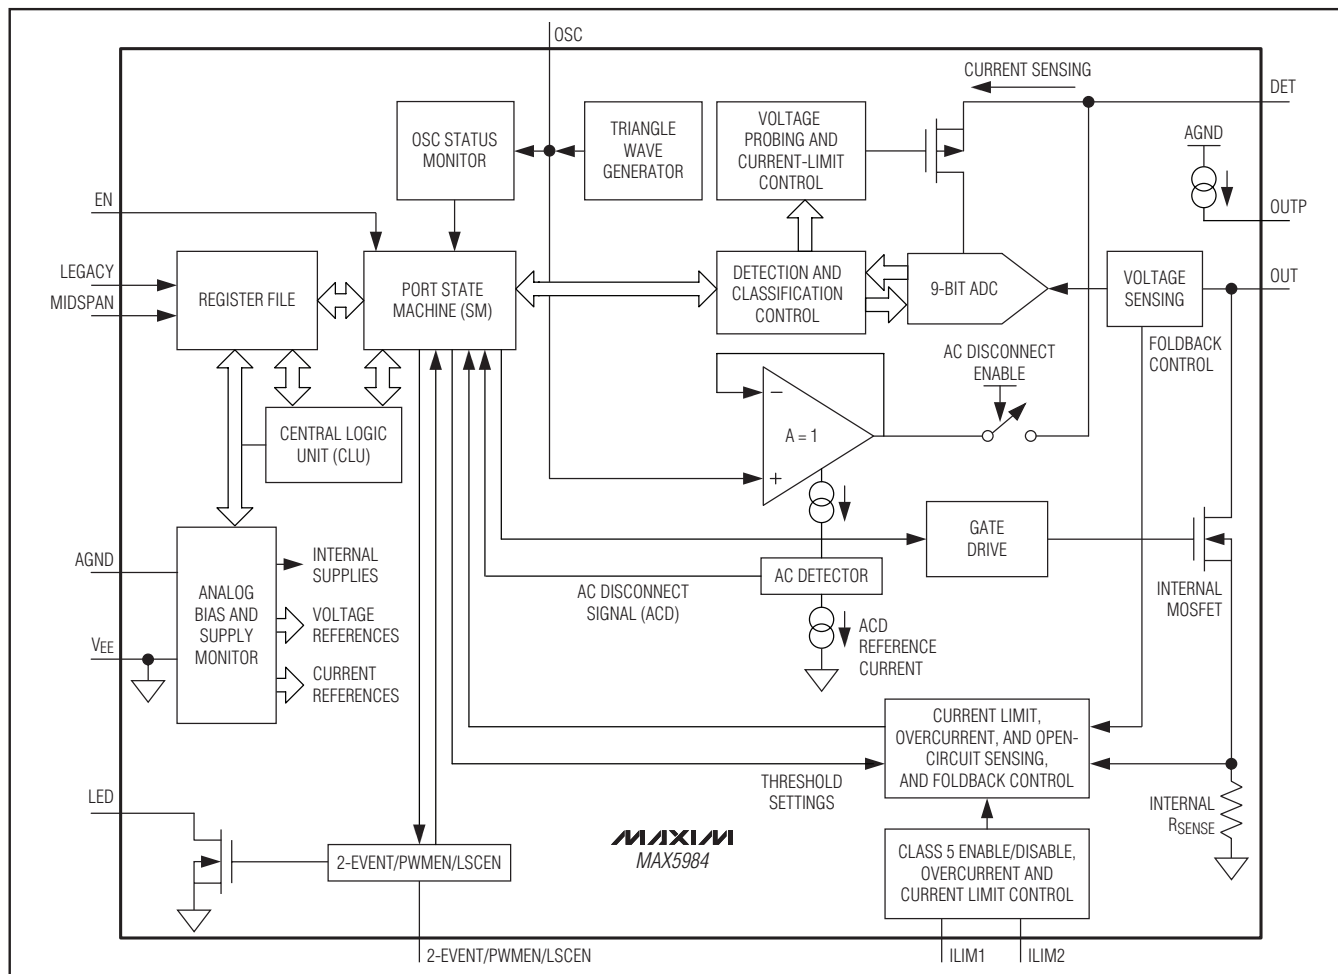 OSC
CURRENT SENSING
DET
OSC STATUS
MONITOR
TRIANGLE
WAVE
GENERATOR
VOLTAGE
PROBING AND
CURRENT-LIMIT
CONTROL
AGND
OUTP
EN
LEGACY
MIDSPAN
REGISTER FILE
PORT STATE
MACHINE (SM)
DETECTION AND
CLASSIFICATION
CONTROL
9-BIT ADC
VOLTAGE
SENSING
OUT
FOLDBACK
CONTROL
AC DISCONNECT
ENABLE
CENTRAL LOGIC
UNIT (CLU)
−
A = 1
+
GATE
DRIVE
INTERNAL
MOSFET
AGND
VEE
ANALOG
BIAS AND
SUPPLY
MONITOR
INTERNAL
SUPPLIES
VOLTAGE
REFERENCES
CURRENT
REFERENCES
AC DISCONNECT
SIGNAL (ACD)
AC DETECTOR
ACD
REFERENCE
CURRENT
CURRENT LIMIT,
OVERCURRENT, AND OPEN-
CIRCUIT SENSING,
AND FOLDBACK CONTROL
THRESHOLD
SETTINGS
INTERNAL
RSENSE
LED
2-EVENT/PWMEN/LSCEN
MAXIM
MAX5984
CLASS 5 ENABLE/DISABLE,
OVERCURRENT AND
CURRENT LIMIT CONTROL
2-EVENT/PWMEN/LSCEN
ILIM1
ILIM2